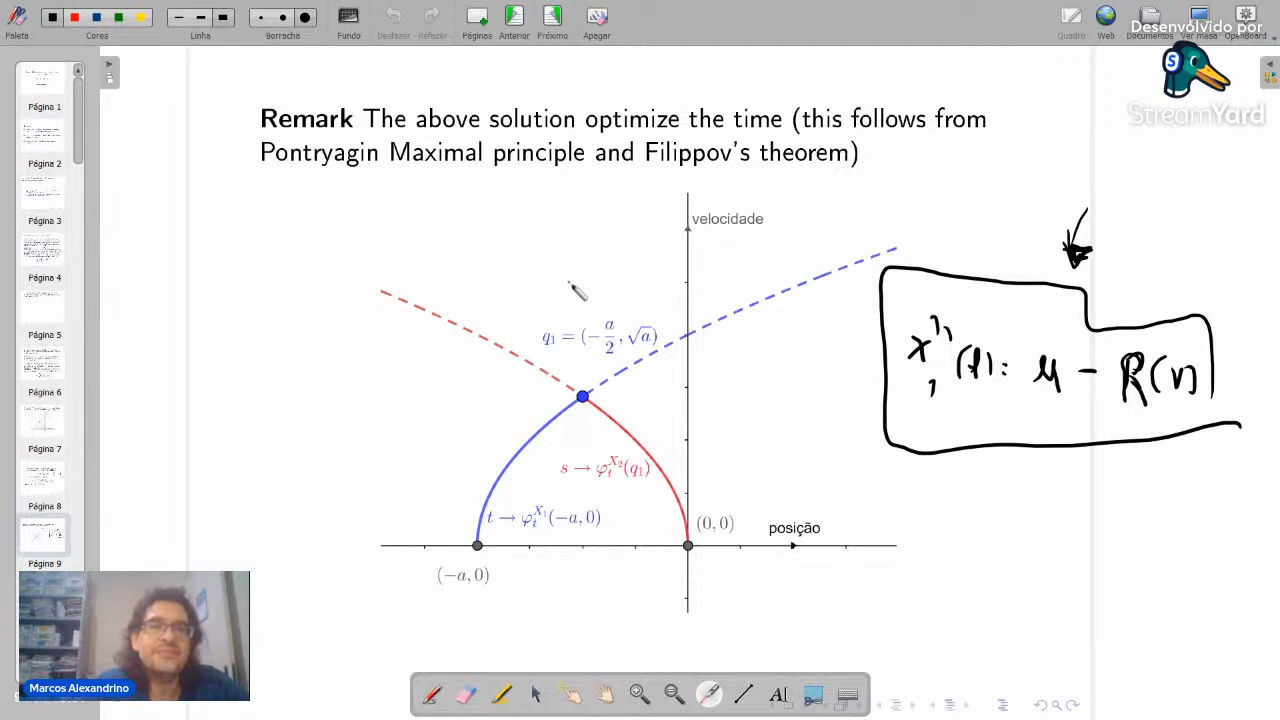 Paleta
Cores
Linha
Borracha
Fundo
Desfazer
Refazer
Páginas
Anterior
Próximo
Apagar
Quadro
Web
Documentos
Ver mesa
OpenBoard
Desenvolvido por
S
StreamYard
Página 1
Página 2
Página 3
Página 4
Página 5
Página 6
Página 7
Página 8
Página 9
Remark The above solution optimize the time (this follows from
Pontryagin Maximal principle and Filippov's theorem)
velocidade
q₁ = (−a/2, √a)
s → φ_t^{X₂}(q₁)
t → φ_t^{X₁}(−a, 0)
(0, 0)
posição
(−a, 0)
− R(v)
Marcos Alexandrino